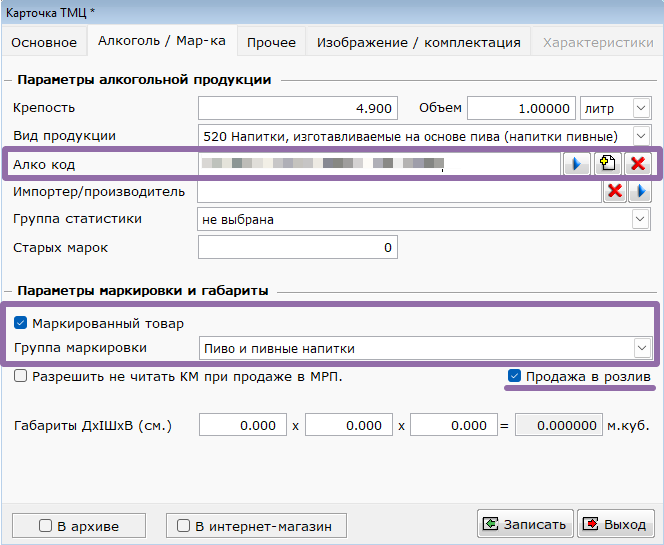 Карточка ТМЦ *
Основное Алкоголь / Мар-ка Прочее Изображение / комплектация Характеристики
Параметры алкогольной продукции
Крепость 4.900 Объем 1.00000 литр
Вид продукции 520 Напитки, изготавливаемые на основе пива (напитки пивные)
Алко код
Импортер/производитель
Группа статистики не выбрана
Старых марок 0
Параметры маркировки и габариты
Маркированный товар
Группа маркировки Пиво и пивные напитки
Разрешить не читать КМ при продаже в МРП. Продажа в розлив
Габариты ДхIШхВ (см.) 0.000 x 0.000 x 0.000 = 0.000000 м.куб.
В архиве В интернет-магазин Записать Выход